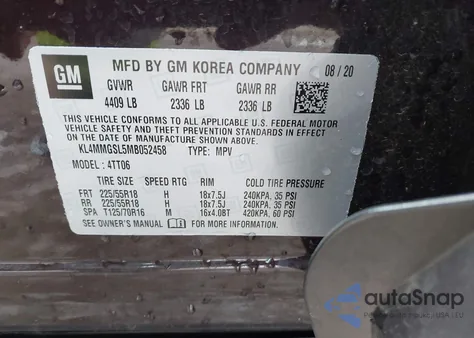 GM
MFD BY GM KOREA COMPANY 08/20
GVWR GAWR FRT GAWR RR
4409 LB 2336 LB 2336 LB
THIS VEHICLE CONFORMS TO ALL APPLICABLE U.S. FEDERAL MOTOR
VEHICLE SAFETY AND THEFT PREVENTION STANDARDS IN
EFFECT ON THE DATE OF MANUFACTURE SHOWN ABOVE.
KL4MMGSL5MB052458 TYPE: MPV
MODEL: 4TT06
TIRE SIZE SPEED RTG RIM COLD TIRE PRESSURE
FRT 225/55R18 H 18x7.5J 240KPA, 35 PSI
RR 225/55R18 H 18x7.5J 240KPA, 35 PSI
SPA T125/70R16 M 16x4.0BT 420KPA, 60 PSI
SEE OWNER'S MANUAL FOR MORE INFORMATION
autoSnap